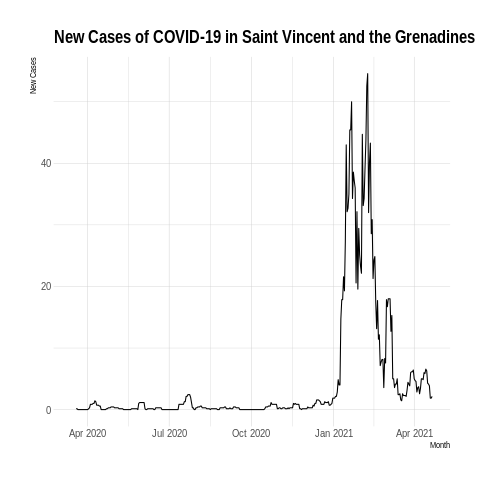 New Cases of COVID-19 in Saint Vincent and the Grenadines
New Cases
40
20
0
Apr 2020 Jul 2020 Oct 2020 Jan 2021 Apr 2021
Month